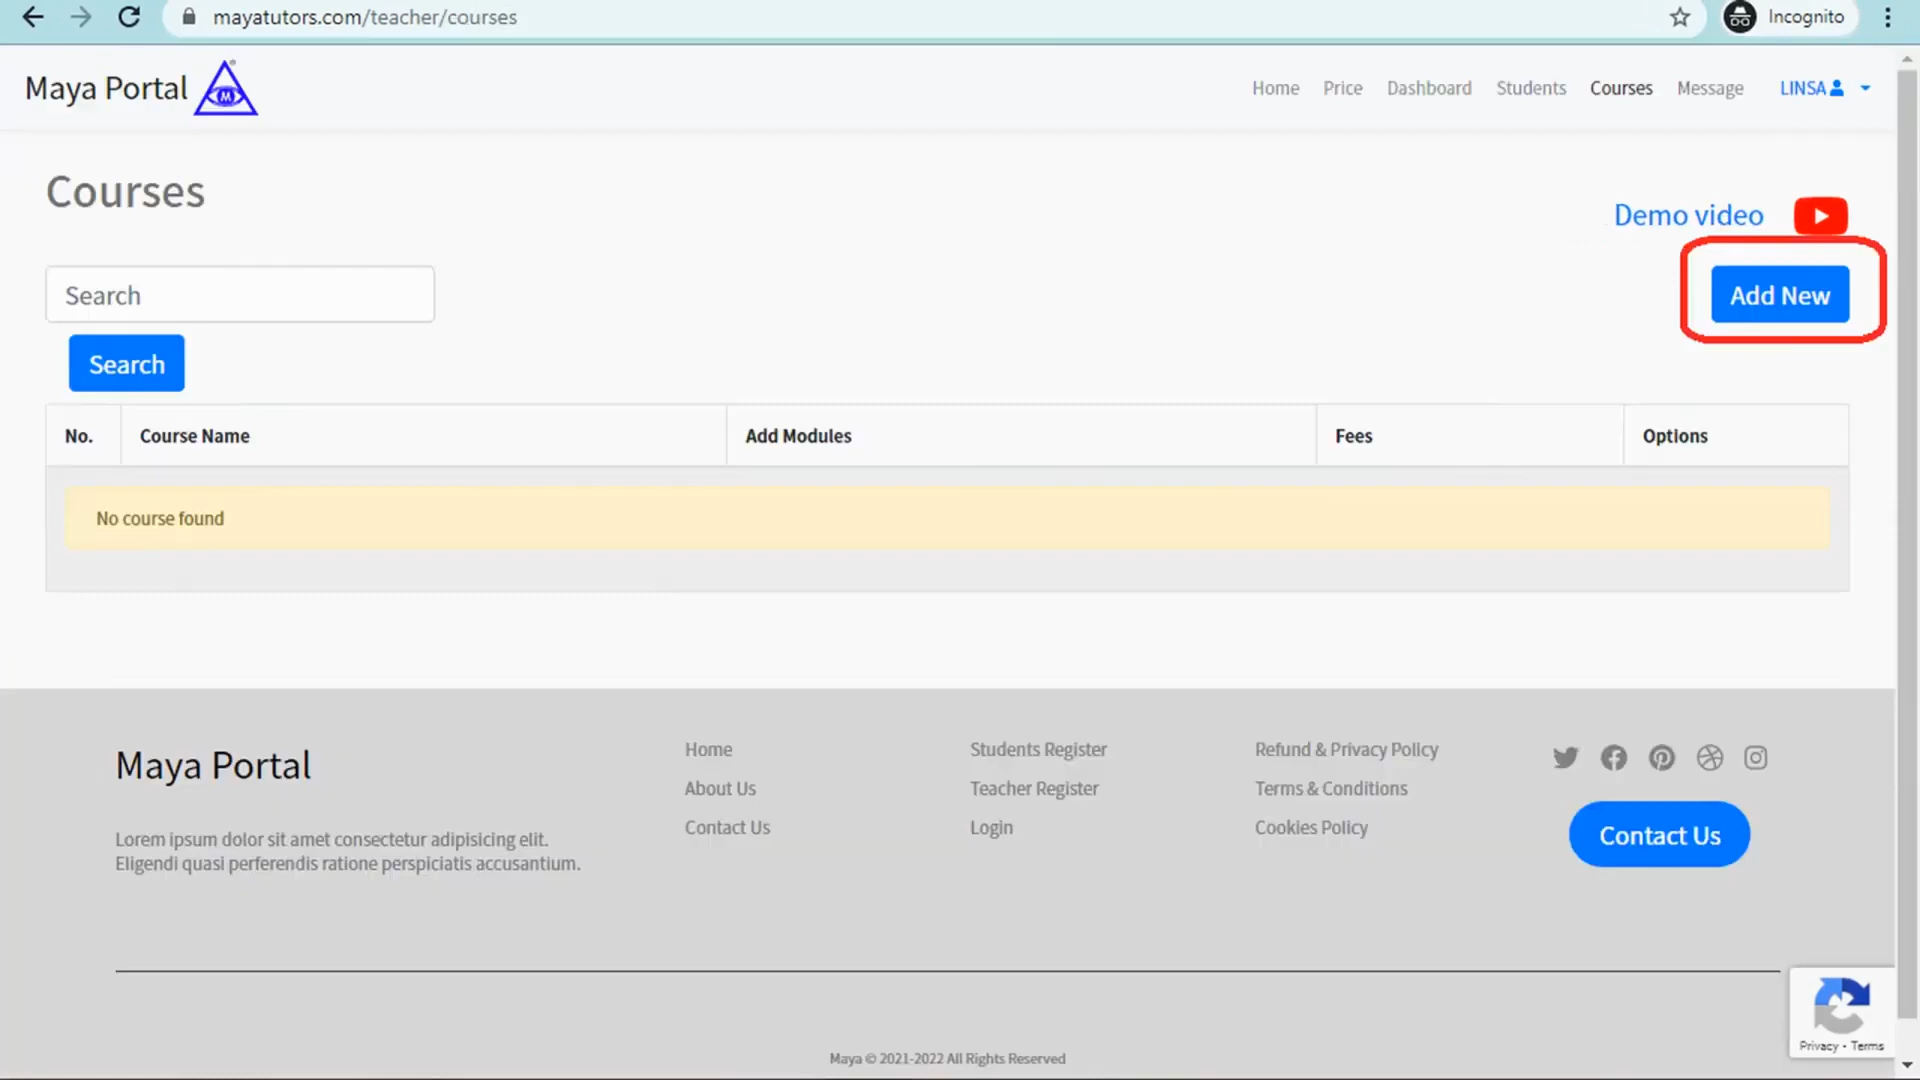 mayatutors.com/teacher/courses
Incognito
Maya Portal
M
Home Price Dashboard Students Courses Message LINSA
Courses
Demo video
Search
Add New
Search
No. Course Name Add Modules Fees Options
No course found
Maya Portal
Lorem ipsum dolor sit amet consectetur adipisicing elit.
Eligendi quasi perferendis ratione perspiciatis accusantium.
Home
About Us
Contact Us
Students Register
Teacher Register
Login
Refund & Privacy Policy
Terms & Conditions
Cookies Policy
Contact Us
Privacy - Terms
Maya © 2021-2022 All Rights Reserved